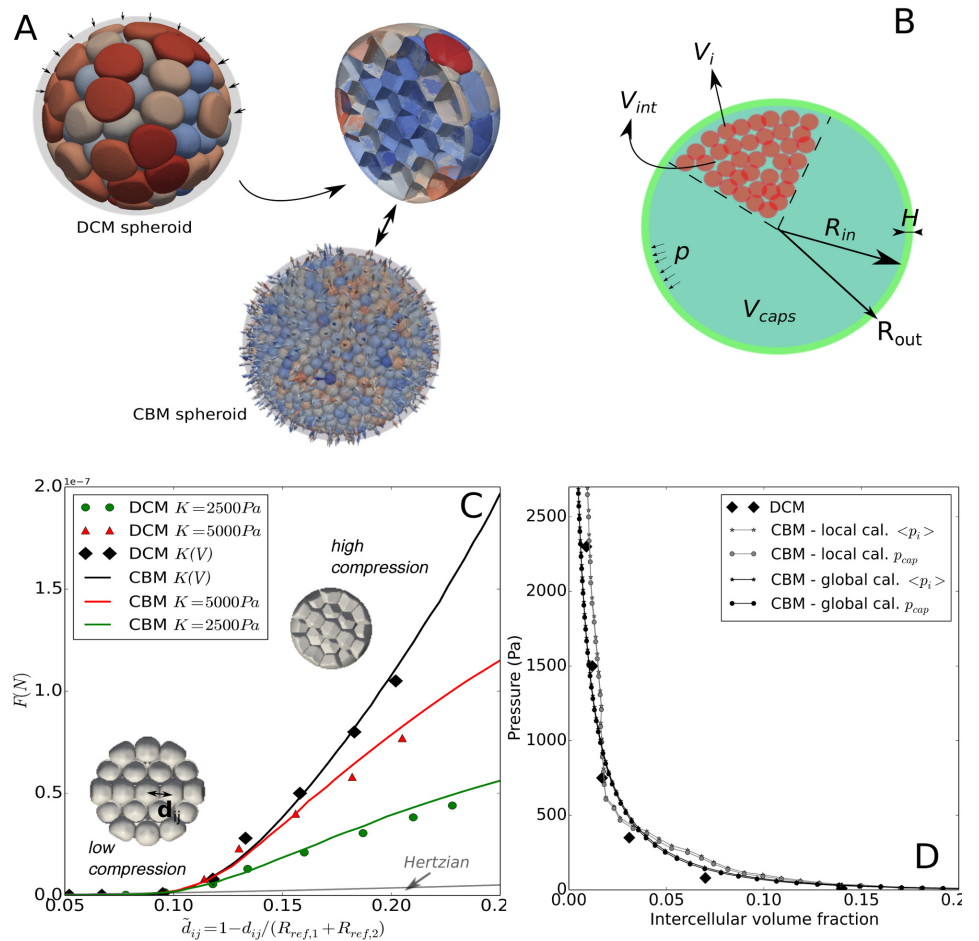 A
DCM spheroid
CBM spheroid
B
V_i
V_int
H
R_in
p
V_caps
R_out
1e-7
2.0
1.5
1.0
0.5
0.0
F(N)
C
DCM K=2500Pa
DCM K=5000Pa
DCM K(V)
CBM K(V)
CBM K=5000Pa
CBM K=2500Pa
high
compression
d_ij
low
compression
Hertzian
0.05 0.10 0.15 0.20 0.2
d̃_ij=1−d_ij/(R_ref,1+R_ref,2)
2500
2000
1500
1000
500
0
Pressure (Pa)
DCM
CBM - local cal. <p_i>
CBM - local cal. p_cap
CBM - global cal. <p_i>
CBM - global cal. p_cap
D
0.00 0.05 0.10 0.15 0.2
Intercellular volume fraction